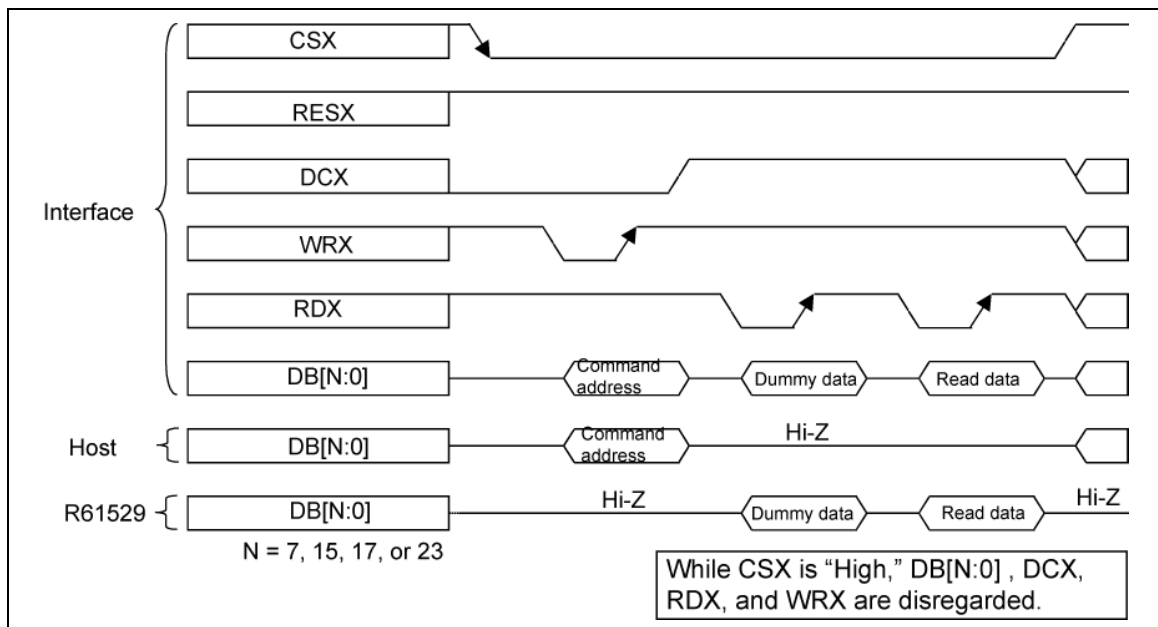 CSX
RESX
DCX
Interface
WRX
RDX
DB[N:0]
Command
address
Dummy data
Read data
Host
DB[N:0]
Command
address
Hi-Z
R61529
DB[N:0]
Hi-Z
Dummy data
Read data
Hi-Z
N = 7, 15, 17, or 23
While CSX is “High,” DB[N:0] , DCX,
RDX, and WRX are disregarded.